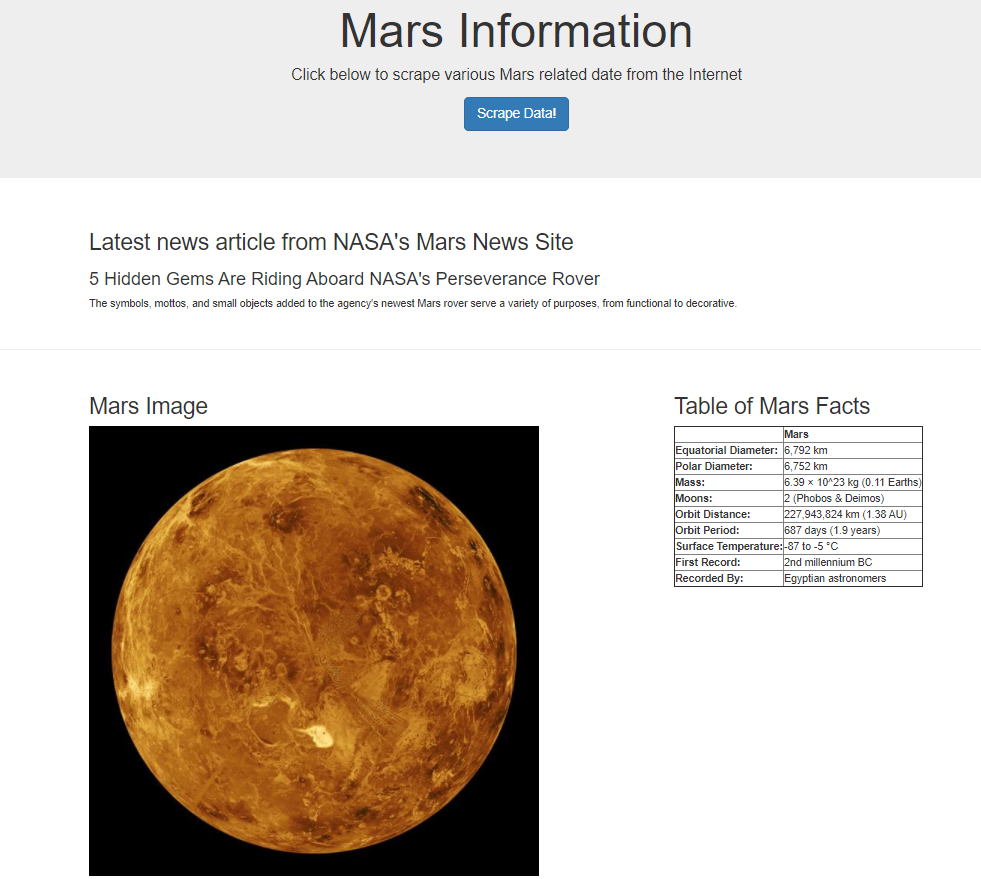 Mars Information
Click below to scrape various Mars related date from the Internet
Scrape Data!
Latest news article from NASA's Mars News Site
5 Hidden Gems Are Riding Aboard NASA's Perseverance Rover
The symbols, mottos, and small objects added to the agency's newest Mars rover serve a variety of purposes, from functional to decorative.
Mars Image
Table of Mars Facts
Mars
Equatorial Diameter: 6,792 km
Polar Diameter: 6,752 km
Mass: 6.39 × 10^23 kg (0.11 Earths)
Moons: 2 (Phobos & Deimos)
Orbit Distance: 227,943,824 km (1.38 AU)
Orbit Period: 687 days (1.9 years)
Surface Temperature: -87 to -5 °C
First Record: 2nd millennium BC
Recorded By: Egyptian astronomers